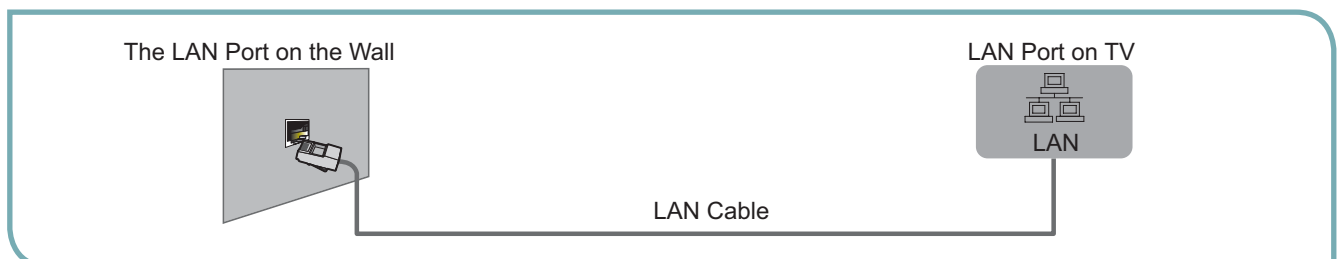 The LAN Port on the Wall
LAN Port on TV
LAN
LAN Cable